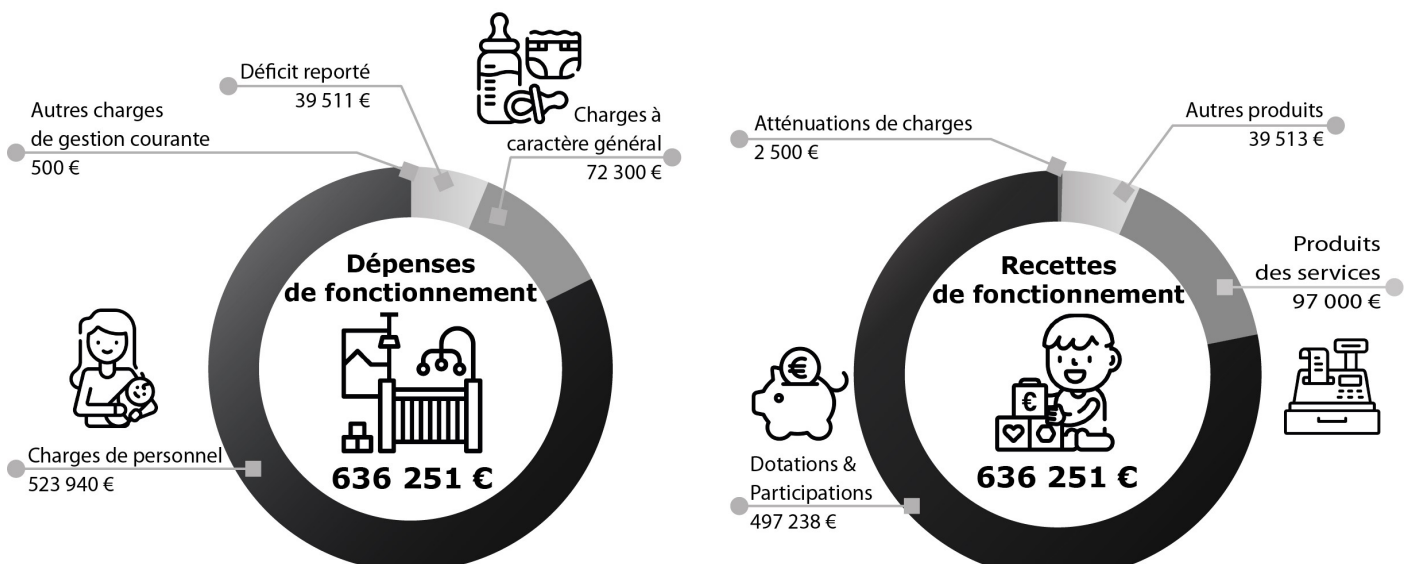 Déficit reporté
39 511 €
Autres charges
de gestion courante
500 €
Charges à
caractère général
72 300 €
Dépenses
de fonctionnement
636 251 €
Charges de personnel
523 940 €
Atténuations de charges
2 500 €
Autres produits
39 513 €
Produits
des services
97 000 €
Recettes
de fonctionnement
€
€
636 251 €
Dotations &
Participations
497 238 €